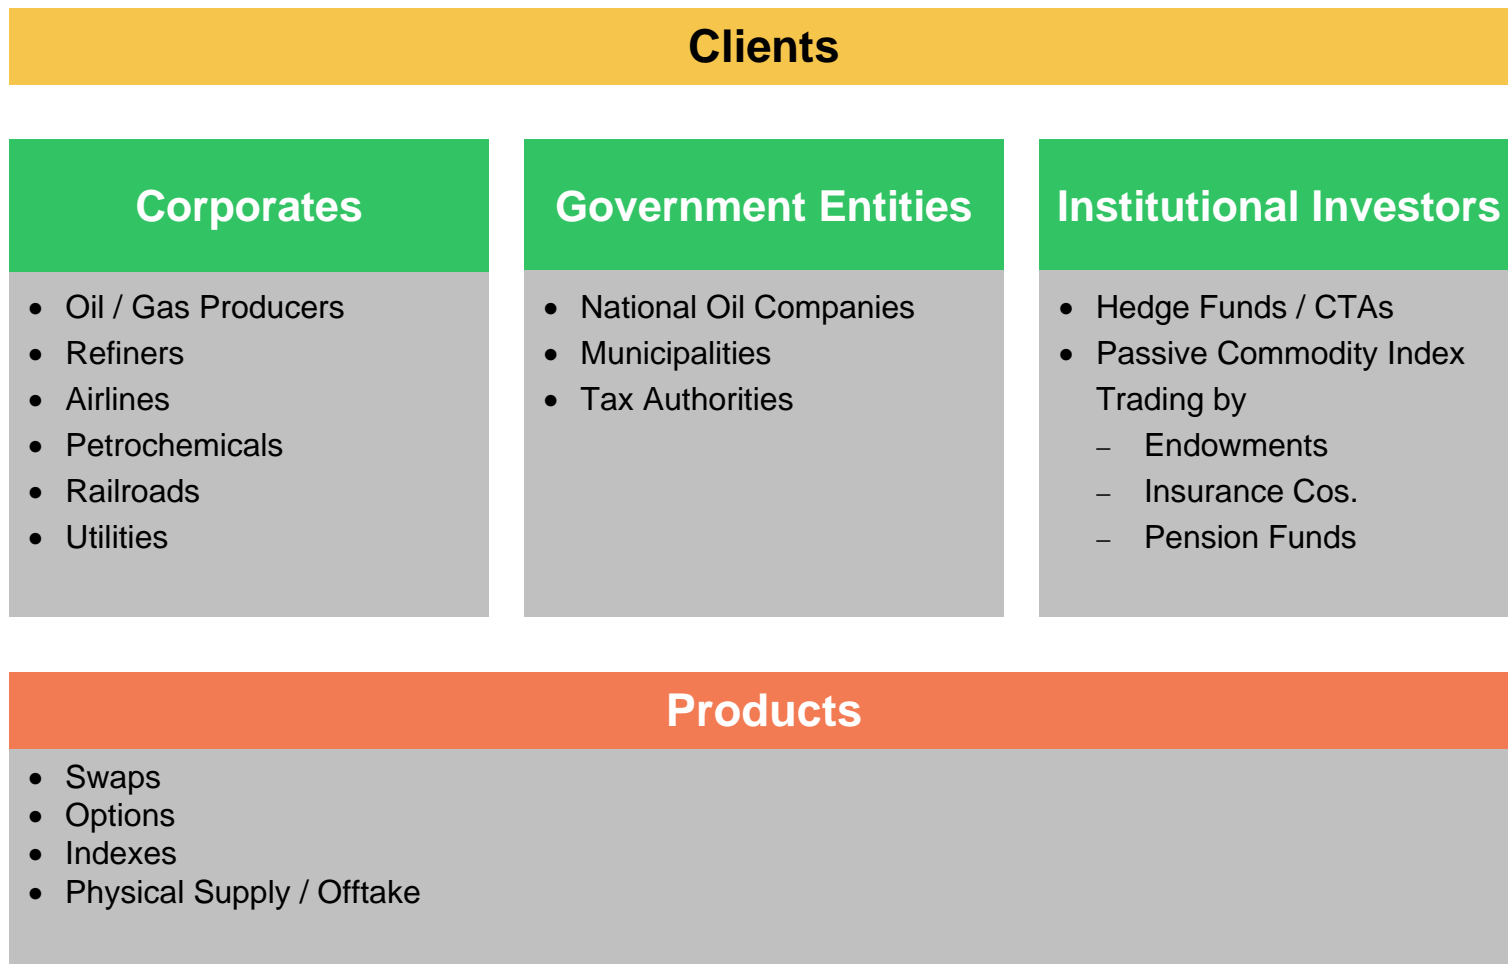 Clients
Corporates
• Oil / Gas Producers
• Refiners
• Airlines
• Petrochemicals
• Railroads
• Utilities
Government Entities
• National Oil Companies
• Municipalities
• Tax Authorities
Institutional Investors
• Hedge Funds / CTAs
• Passive Commodity Index
Trading by
– Endowments
– Insurance Cos.
– Pension Funds
Products
• Swaps
• Options
• Indexes
• Physical Supply / Offtake